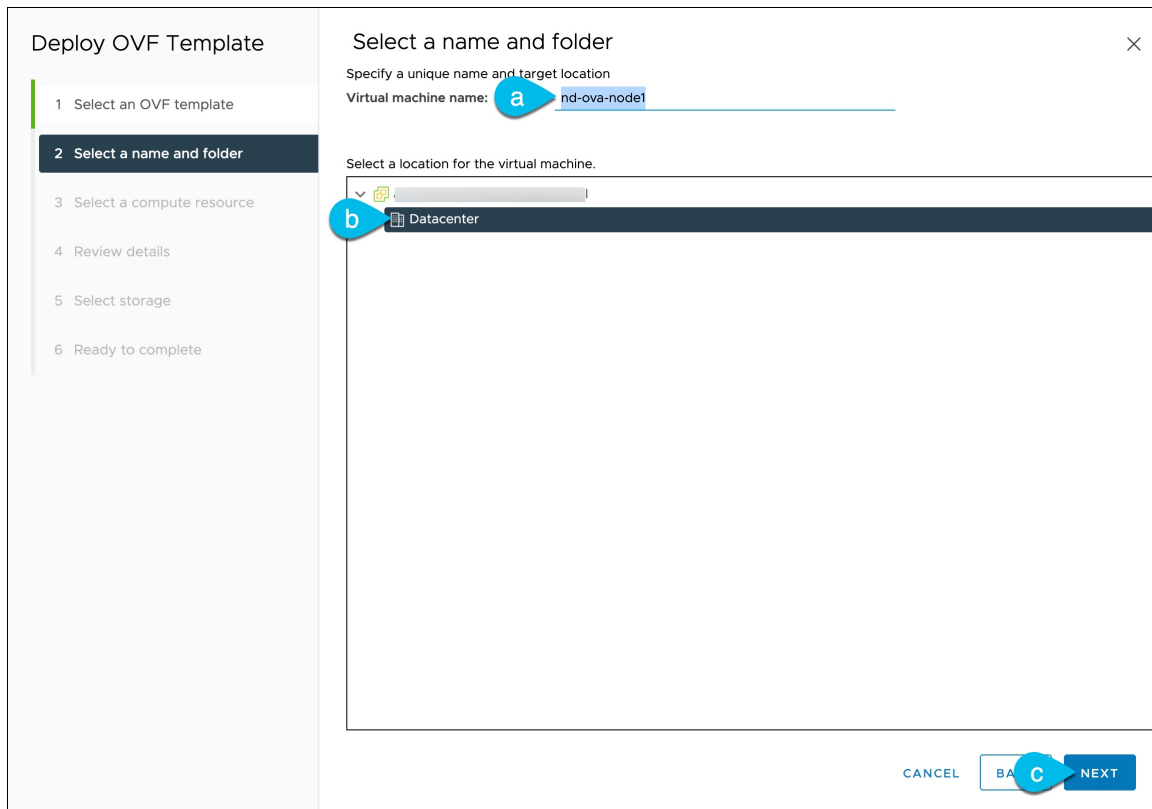 Deploy OVF Template
1 Select an OVF template
2 Select a name and folder
3 Select a compute resource
4 Review details
5 Select storage
6 Ready to complete
Select a name and folder
Specify a unique name and target location
Virtual machine name: a nd-ova-node1
Select a location for the virtual machine.
b Datacenter
CANCEL
c NEXT